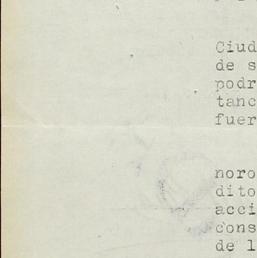 Ciud
de s
podr
tanc
fuer
noro
dito
acci
cons
de l